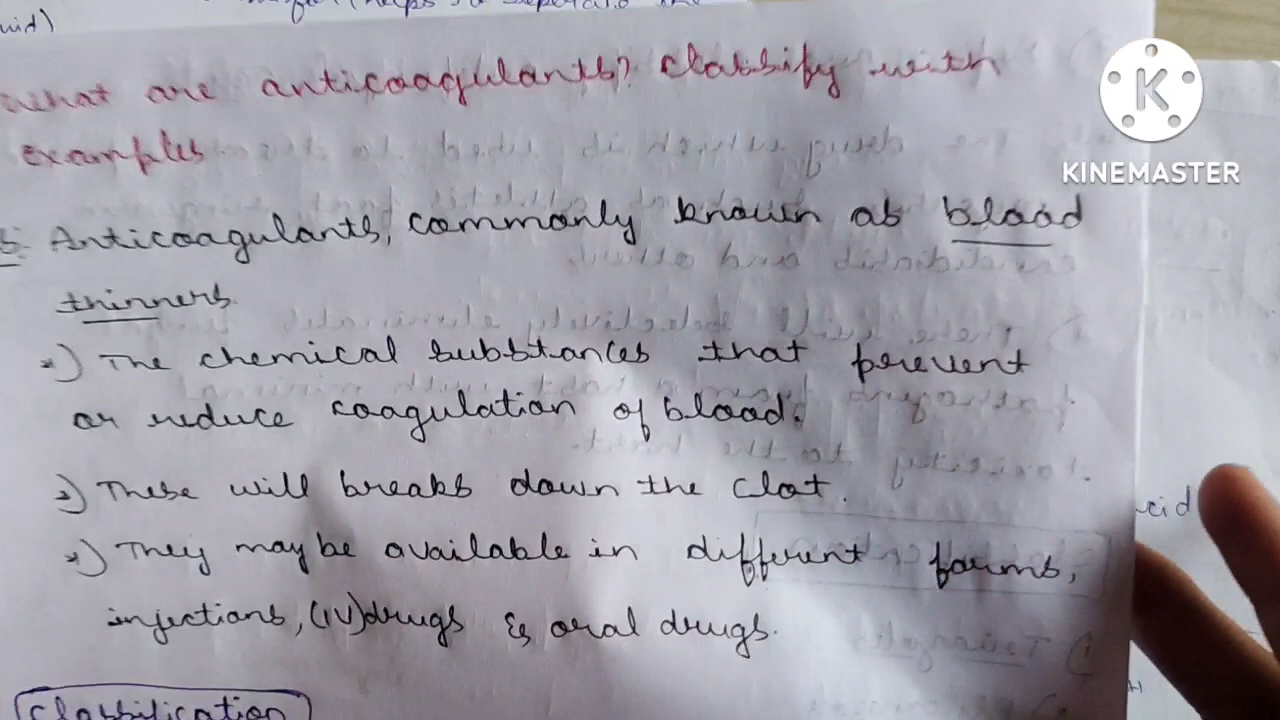 uid)
What are anticoagulants? classify with
examples
KINEMASTER
Anticoagulants, commonly known as blood
thinners.
*) The chemical substances that prevent
or reduce coagulation of blood.
*) These will breaks down the clot.
*) They may be available in different forms,
injections, (IV)drugs & oral drugs.
cid
Classification